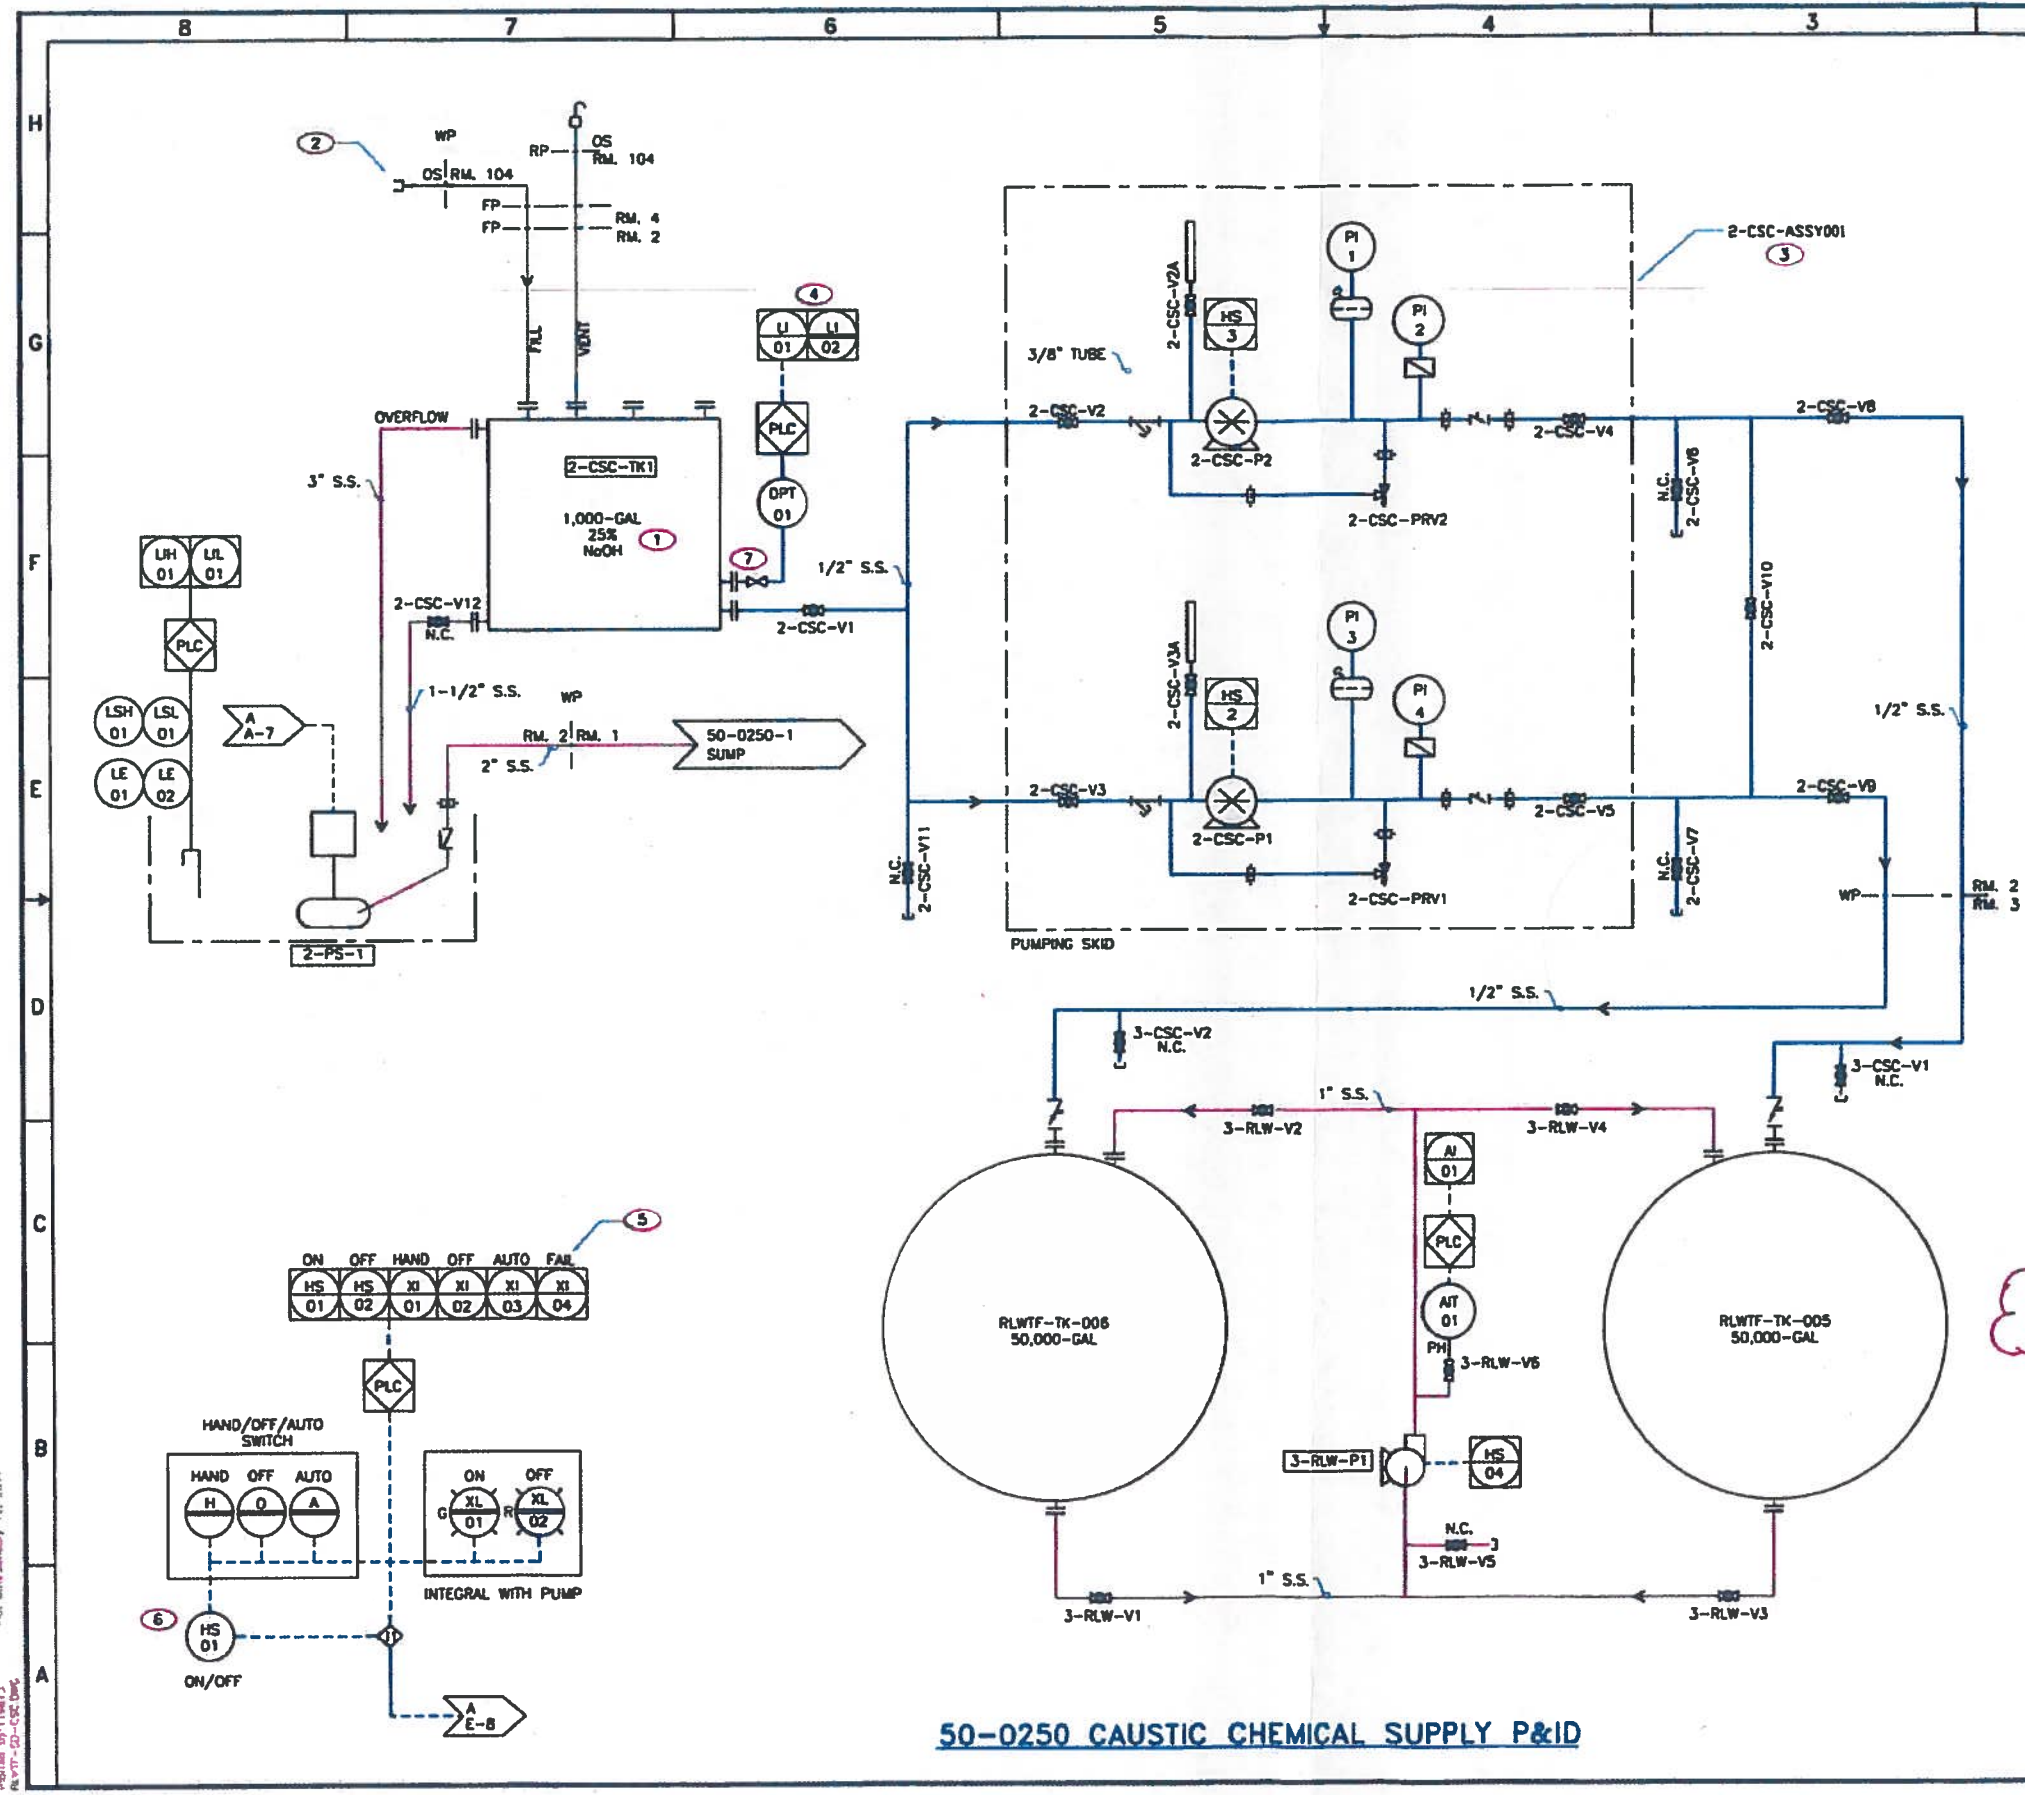 8
7
6
5
4
3
H
G
F
E
D
C
B
A
2
WP
OS RM. 104
RP
OS
RM. 104
FP
FP
RM. 4
RM. 2
FILL
VENT
OVERFLOW
3" S.S.
2-CSC-TK1
1,000-GAL
25%
NaOH
1
4
LI
01
LI
02
PLC
DPT
01
7
2-CSC-V1
1/2" S.S.
2-CSC-V12
N.C.
1-1/2" S.S.
LIH
01
LIL
01
PLC
LSH
01
LSL
01
LE
01
LE
02
A
A-7
WP
RM. 2 RM. 1
2" S.S.
50-0250-1
SUMP
2-PS-1
N.C.
2-CSC-V11
3/8" TUBE
2-CSC-V2
2-CSC-V2A
HS
3
2-CSC-P2
PI
1
PI
2
2-CSC-PRV2
2-CSC-V4
2-CSC-ASSY001
3
2-CSC-V8
N.C.
2-CSC-V6
2-CSC-V10
2-CSC-V3
2-CSC-V3A
HS
2
2-CSC-P1
PI
3
PI
4
2-CSC-PRV1
2-CSC-V5
2-CSC-V9
N.C.
2-CSC-V7
1/2" S.S.
WP
RM. 2
RM. 3
PUMPING SKID
1/2" S.S.
3-CSC-V2
N.C.
3-CSC-V1
N.C.
1" S.S.
3-RLW-V2
3-RLW-V4
AI
01
PLC
AIT
01
PH
3-RLW-V6
RLWTF-TK-006
50,000-GAL
RLWTF-TK-005
50,000-GAL
3-RLW-P1
HS
04
N.C.
3-RLW-V5
1" S.S.
3-RLW-V1
3-RLW-V3
5
ON OFF HAND OFF AUTO FAIL
HS
01
HS
02
XI
01
XI
02
XI
03
XI
04
PLC
HAND/OFF/AUTO
SWITCH
HAND OFF AUTO
H O A
ON OFF
G
XL
01
R
XL
02
INTEGRAL WITH PUMP
6
HS
01
ON/OFF
A
E-8
50-0250 CAUSTIC CHEMICAL SUPPLY P&ID